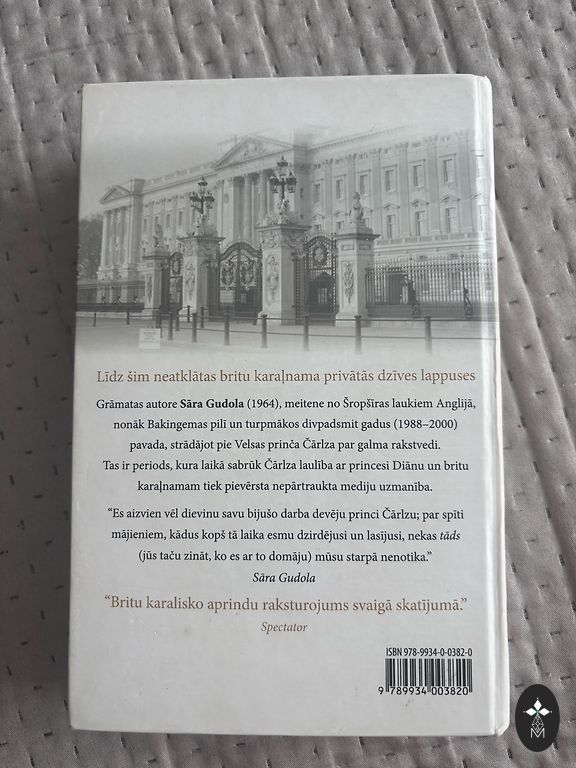 Līdz šim neatklātas britu karaļnama privātās dzīves lappuses
Grāmatas autore Sāra Gudola (1964), meitene no Šropšīras laukiem Anglijā,
nonāk Bakingemas pilī un turpmākos divpadsmit gadus (1988–2000)
pavada, strādājot pie Velsas prinča Čārlza par galma rakstvedi.
Tas ir periods, kura laikā sabrūk Čārlza laulība ar princesi Diānu un britu
karaļnamam tiek pievērsta nepārtraukta mediju uzmanība.
“Es aizvien vēl dievinu savu bijušo darba devēju princi Čārlzu; par spīti
mājieniem, kādus kopš tā laika esmu dzirdējusi un lasījusi, nekas tāds
(jūs taču zināt, ko es ar to domāju) mūsu starpā nenotika.”
Sāra Gudola
“Britu karalisko aprindu raksturojums svaigā skatījumā.”
Spectator
ISBN 978-9934-0-0382-0
9 789934 003820
M